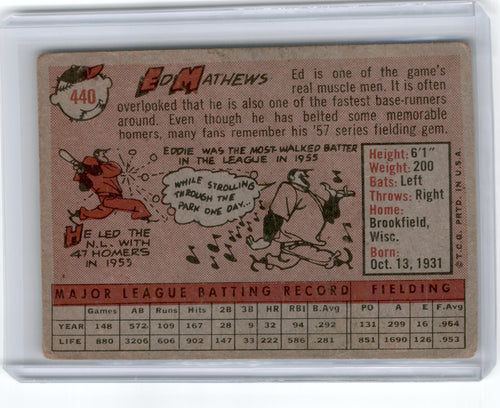 440
ED MATHEWS
Ed is one of the game's
real muscle men. It is often
overlooked that he is also one of the fastest base-runners
around. Even though he has belted some memorable
homers, many fans remember his '57 series fielding gem.
EDDIE WAS THE MOST-WALKED BATTER
IN THE LEAGUE IN 1955
WHILE STROLLING
THROUGH THE
PARK ONE DAY...
HE LED THE
N.L. WITH
47 HOMERS
IN 1953
Height: 6'1"
Weight: 200
Bats: Left
Throws: Right
Home:
Brookfield,
Wisc.
Born:
Oct. 13, 1931
© T.C.G. PRTD. IN U.S.A.
MAJOR LEAGUE BATTING RECORD FIELDING
Games AB Runs Hits 2B 3B HR RBI B.Avg PO A E F.Avg
YEAR 148 572 109 167 28 9 32 94 .292 131 299 16 .964
LIFE 880 3206 606 902 147 33 222 586 .281 851 1690 126 .953